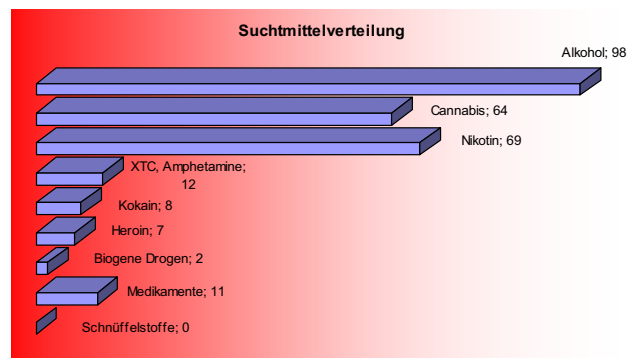 Suchtmittelverteilung
Alkohol; 98
Cannabis; 64
Nikotin; 69
XTC, Amphetamine;
12
Kokain; 8
Heroin; 7
Biogene Drogen; 2
Medikamente; 11
Schnüffelstoffe; 0